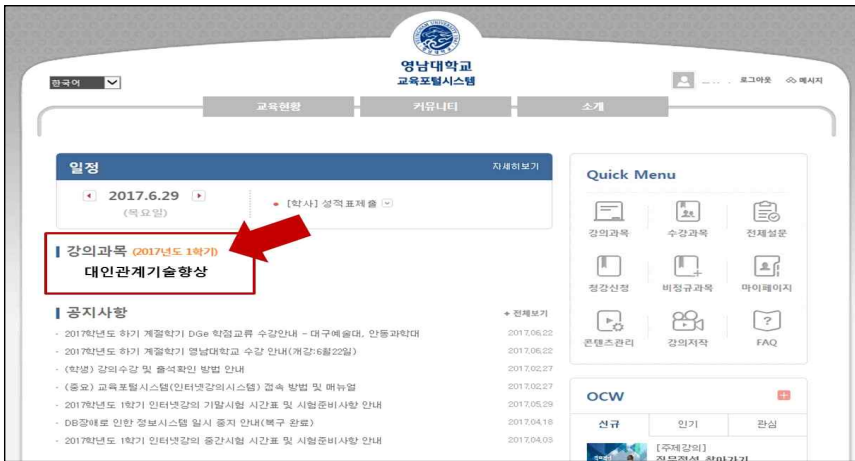 영남대학교
교육포털시스템
한국어
로그아웃 메시지
교육현황 커뮤니티 소개
일정 자세히보기
2017.6.29
(목요일)
[학사] 성적표제출
강의과목 (2017년도 1학기)
대인관계기술향상
공지사항 + 전체보기
· 2017학년도 하기 계절학기 DGe 학점교류 수강안내 - 대구예술대, 안동과학대 2017.06.22
· 2017학년도 하기 계절학기 영남대학교 수강 안내(개강:6월22일) 2017.06.22
· (학생) 강의수강 및 출석확인 방법 안내 2017.02.27
· (중요) 교육포털시스템(인터넷강의시스템) 접속 방법 및 매뉴얼 2017.02.27
· 2017학년도 1학기 인터넷강의 기말시험 시간표 및 시험준비사항 안내 2017.05.29
· DB장애로 인한 정보시스템 일시 중지 안내(복구 완료) 2017.04.18
· 2017학년도 1학기 인터넷강의 중간시험 시간표 및 시험준비사항 안내 2017.04.03
Quick Menu
강의과목 수강과목 전체설문
청강신청 비정규과목 마이페이지
콘텐츠관리 강의저작 FAQ
OCW
신규 인기 관심
[주제강의]